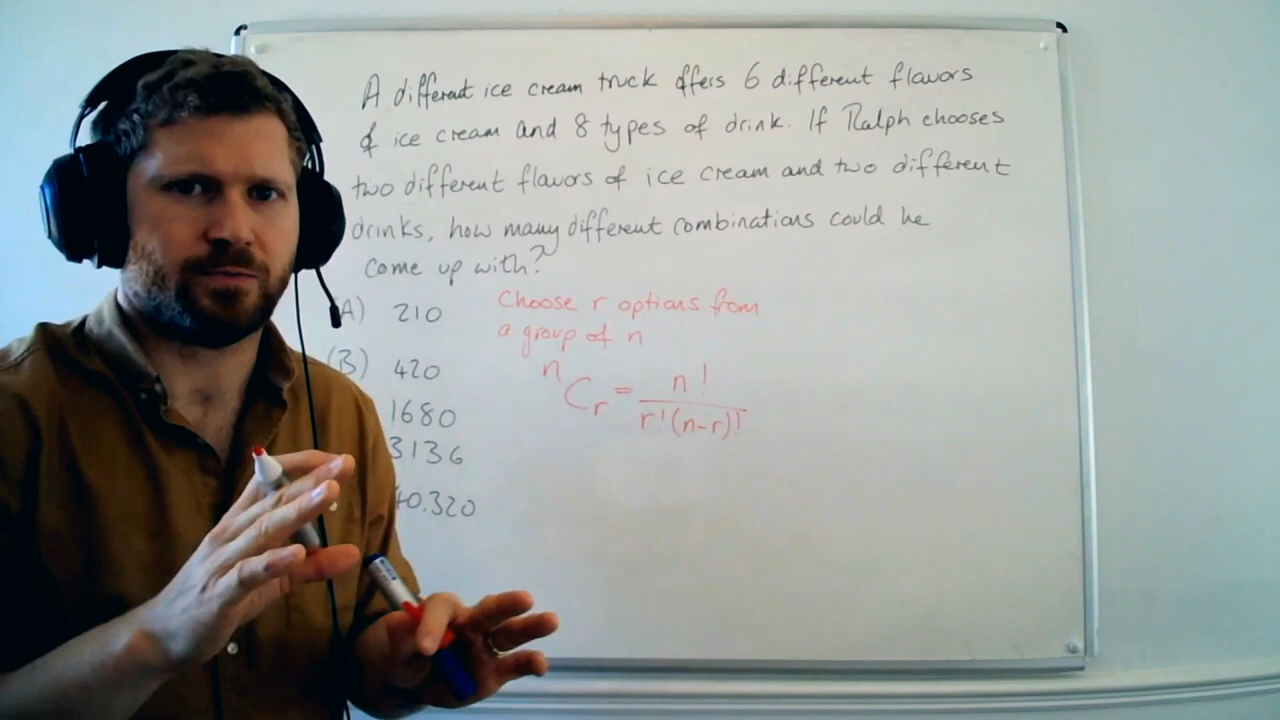 A different ice cream truck offers 6 different flavors
of ice cream and 8 types of drink. If Ralph chooses
two different flavors of ice cream and two different
drinks, how many different combinations could he
come up with?
A) 210
(B) 420
1680
3136
40,320
Choose r options from
a group of n
nCr = n! / r!(n-r)!